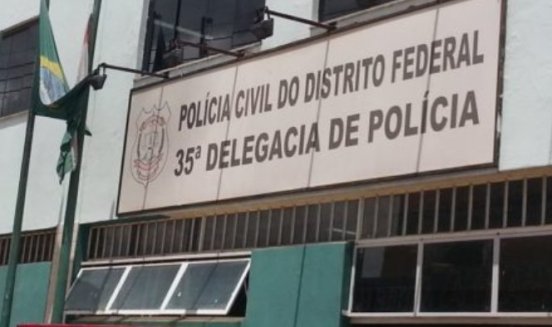 POLÍCIA CIVIL DO DISTRITO FEDERAL
35ª DELEGACIA DE POLÍCIA